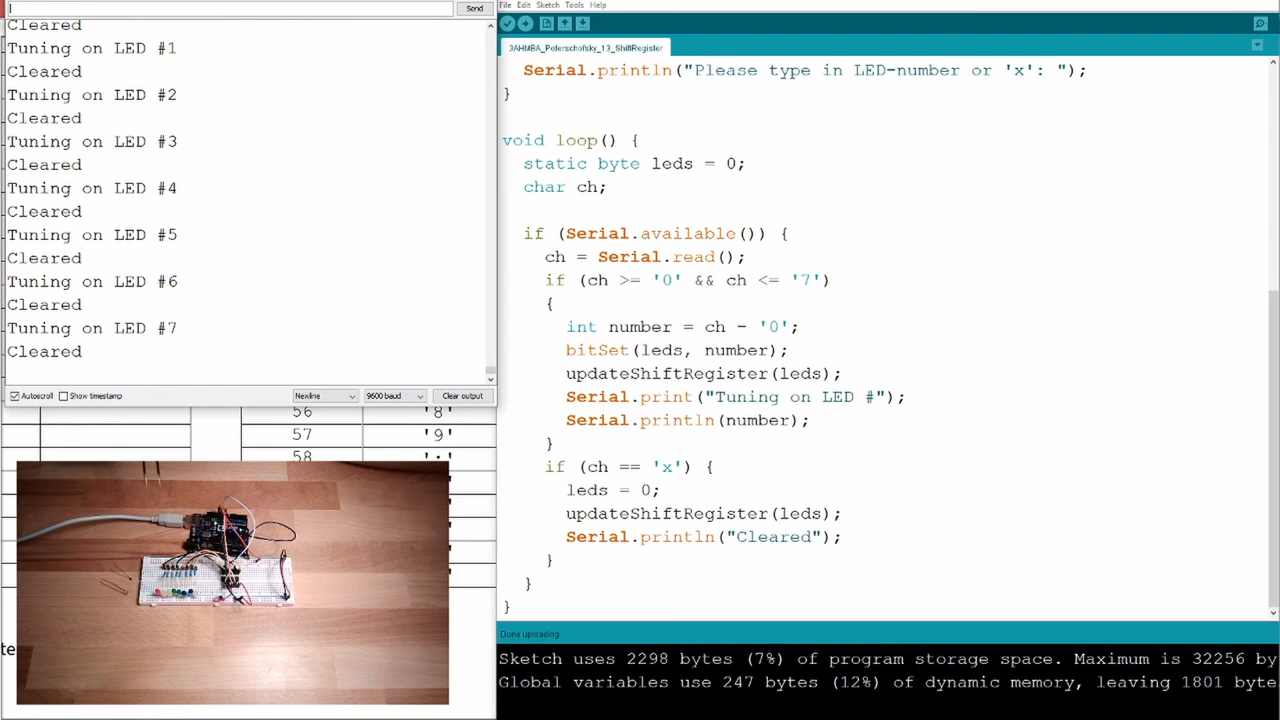 Send
Cleared
Tuning on LED #1
Cleared
Tuning on LED #2
Cleared
Tuning on LED #3
Cleared
Tuning on LED #4
Cleared
Tuning on LED #5
Cleared
Tuning on LED #6
Cleared
Tuning on LED #7
Cleared
Autoscroll Show timestamp Newline 9600 baud Clear output
56 '8'
57 '9'
58 ':'
te
File Edit Sketch Tools Help
3AHMBA_Peterschofsky_13_ShiftRegister
Serial.println("Please type in LED-number or 'x': ");
}
void loop() {
static byte leds = 0;
char ch;
if (Serial.available()) {
ch = Serial.read();
if (ch >= '0' && ch <= '7')
{
int number = ch - '0';
bitSet(leds, number);
updateShiftRegister(leds);
Serial.print("Tuning on LED #");
Serial.println(number);
}
if (ch == 'x') {
leds = 0;
updateShiftRegister(leds);
Serial.println("Cleared");
}
}
}
Done uploading.
Sketch uses 2298 bytes (7%) of program storage space. Maximum is 32256 by
Global variables use 247 bytes (12%) of dynamic memory, leaving 1801 byte